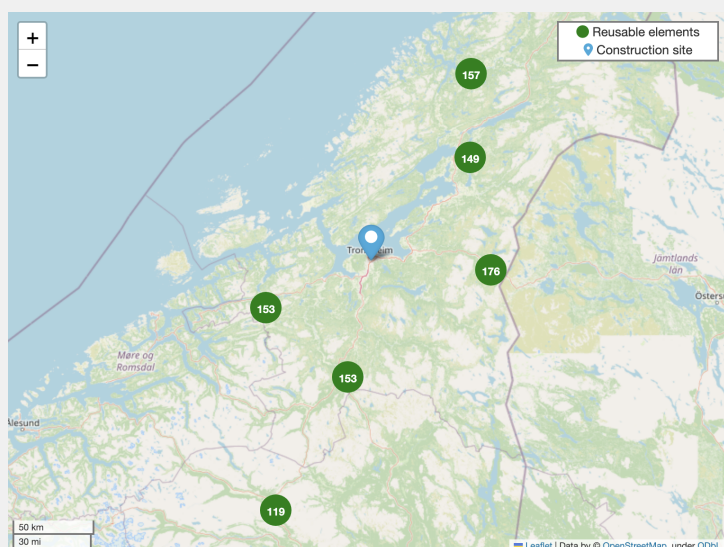 +
−
Reusable elements
Construction site
157
149
Trondheim
176
Jämtlands
län
Östers
153
Møre og
Romsdal
153
Ålesund
119
50 km
30 mi
Leaflet | Data by © OpenStreetMap, under ODbL